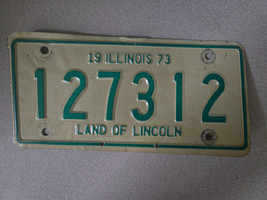 19 ILLINOIS 73
127312
LAND OF LINCOLN